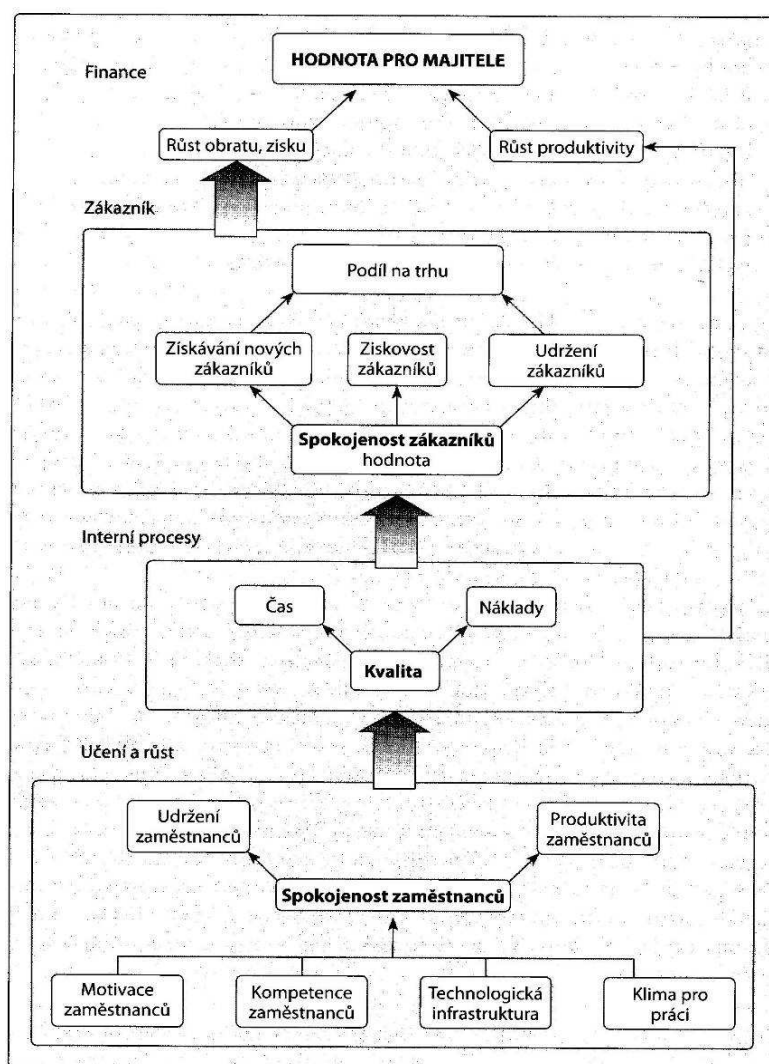 Finance
HODNOTA PRO MAJITELE
Růst obratu, zisku
Růst produktivity
Zákazník
Podíl na trhu
Získávání nových
zákazníků
Ziskovost
zákazníků
Udržení
zákazníků
Spokojenost zákazníků
hodnota
Interní procesy
Čas
Náklady
Kvalita
Učení a růst
Udržení
zaměstnanců
Produktivita
zaměstnanců
Spokojenost zaměstnanců
Motivace
zaměstnanců
Kompetence
zaměstnanců
Technologická
infrastruktura
Klima pro
práci